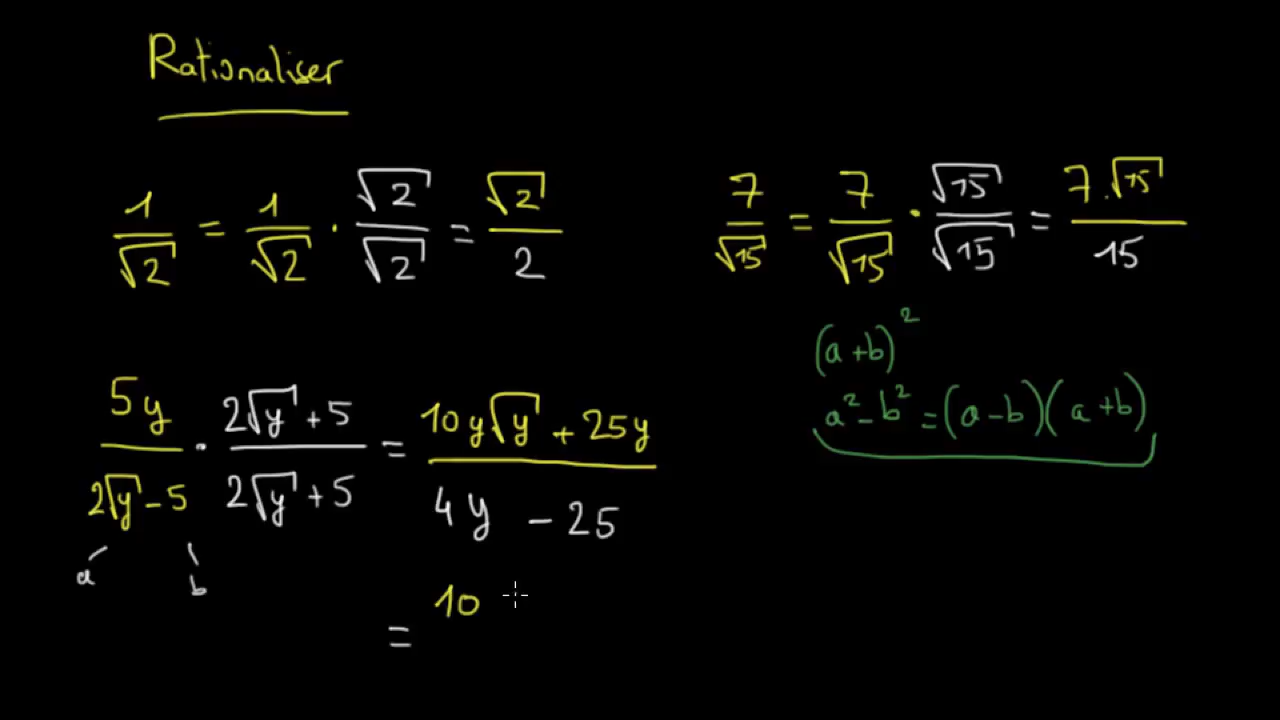 Rationaliser
1/√2 = 1/√2 · √2/√2 = √2/2
7/√15 = 7/√15 · √15/√15 = 7.√15/15
(a+b)²
a² - b² = (a-b)(a+b)
5y/(2√y - 5) · (2√y + 5)/(2√y + 5) = (10y√y + 25y)/(4y - 25)
a b
= 10